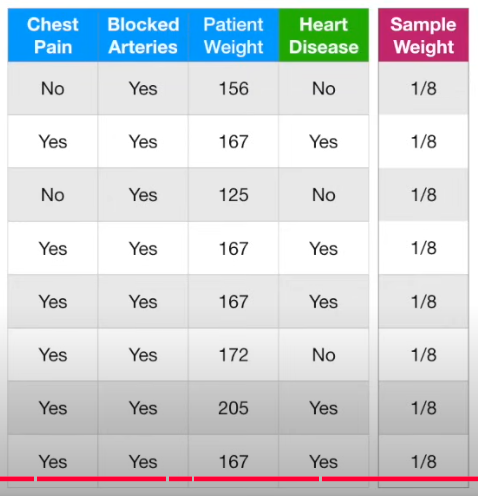 Chest Pain Blocked Arteries Patient Weight Heart Disease Sample Weight
No Yes 156 No 1/8
Yes Yes 167 Yes 1/8
No Yes 125 No 1/8
Yes Yes 167 Yes 1/8
Yes Yes 167 Yes 1/8
Yes Yes 172 No 1/8
Yes Yes 205 Yes 1/8
Yes Yes 167 Yes 1/8